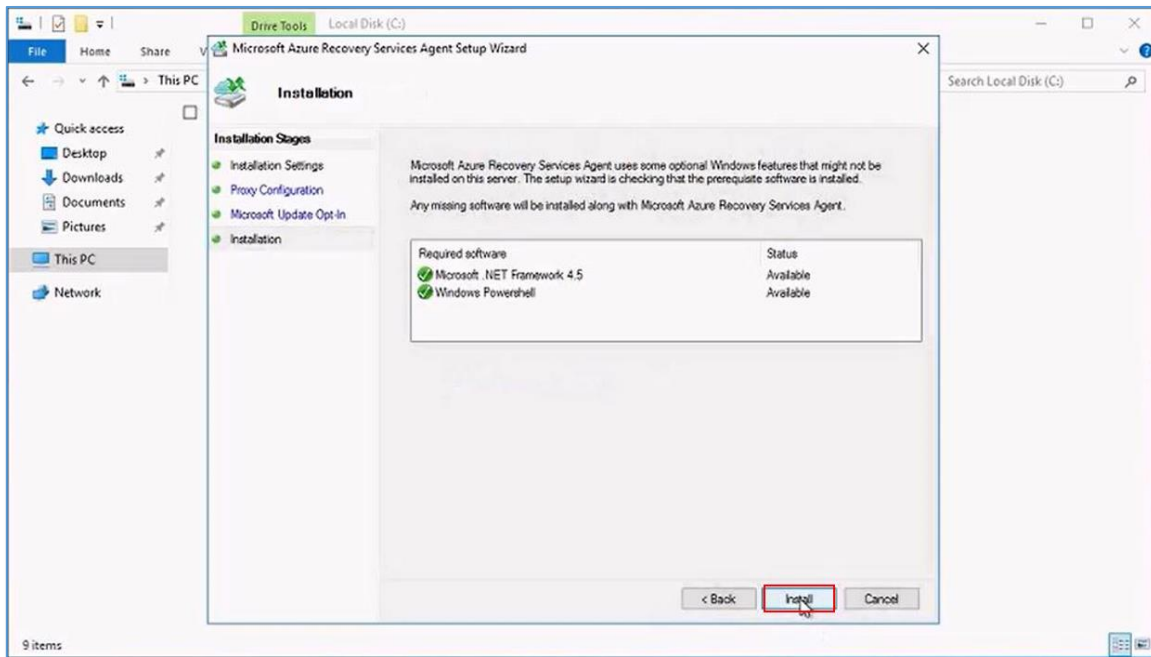 Drive Tools
Local Disk (C:)
File
Home
Share
V
Microsoft Azure Recovery Services Agent Setup Wizard
This PC
Search Local Disk (C:)
Installation
Quick access
Desktop
Downloads
Documents
Pictures
This PC
Network
Installation Stages
Installation Settings
Proxy Configuration
Microsoft Update Opt-In
Installation
Microsoft Azure Recovery Services Agent uses some optional Windows features that might not be
installed on this server. The setup wizard is checking that the prerequisite software is installed.
Any missing software will be installed along with Microsoft Azure Recovery Services Agent.
Required software Status
Microsoft .NET Framework 4.5 Available
Windows Powershell Available
< Back
Install
Cancel
9 items